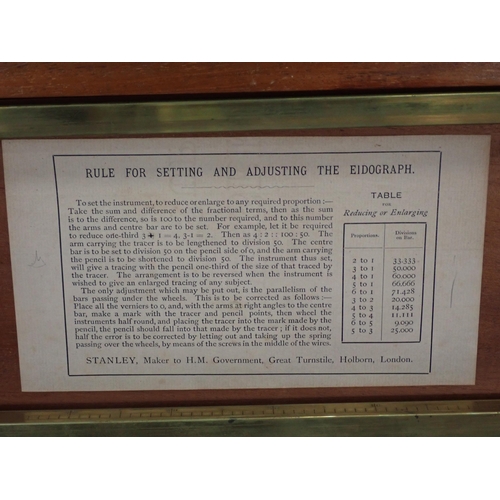 RULE FOR SETTING AND ADJUSTING THE EIDOGRAPH.
To set the instrument, to reduce or enlarge to any required proportion :—
Take the sum and difference of the fractional terms, then as the sum
is to the difference, so is 100 to the number required, and to this number
the arms and centre bar are to be set. For example, let it be required
to reduce one-third 3 + 1 = 4, 3-1 = 2. Then as 4 : 2 :: 100 : 50. The
arm carrying the tracer is to be lengthened to division 50. The centre
bar is to be set to division 50 on the pencil side of 0, and the arm carrying
the pencil is to be shortened to division 50. The instrument thus set,
will give a tracing with the pencil one-third of the size of that traced by
the tracer. The arrangement is to be reversed when the instrument is
wished to give an enlarged tracing of any subject.
The only adjustment which may be put out, is the parallelism of the
bars passing under the wheels. This is to be corrected as follows :—
Place all the verniers to 0, and, with the arms at right angles to the centre
bar, make a mark with the tracer and pencil points, then wheel the
instruments half round, and placing the tracer into the mark made by the
pencil, the pencil should fall into that made by the tracer ; if it does not,
half the error is to be corrected by letting out and taking up the spring
passing over the wheels, by means of the screws in the middle of the wires.
TABLE
FOR
Reducing or Enlarging
Proportions. Divisions on Bar.
2 to 1 33.333
3 to 1 50.000
4 to 1 60.000
5 to 1 66.666
6 to 1 71.428
3 to 2 20.000
4 to 3 14.285
5 to 4 11.111
6 to 5 9.090
5 to 3 25.000
STANLEY, Maker to H.M. Government, Great Turnstile, Holborn, London.